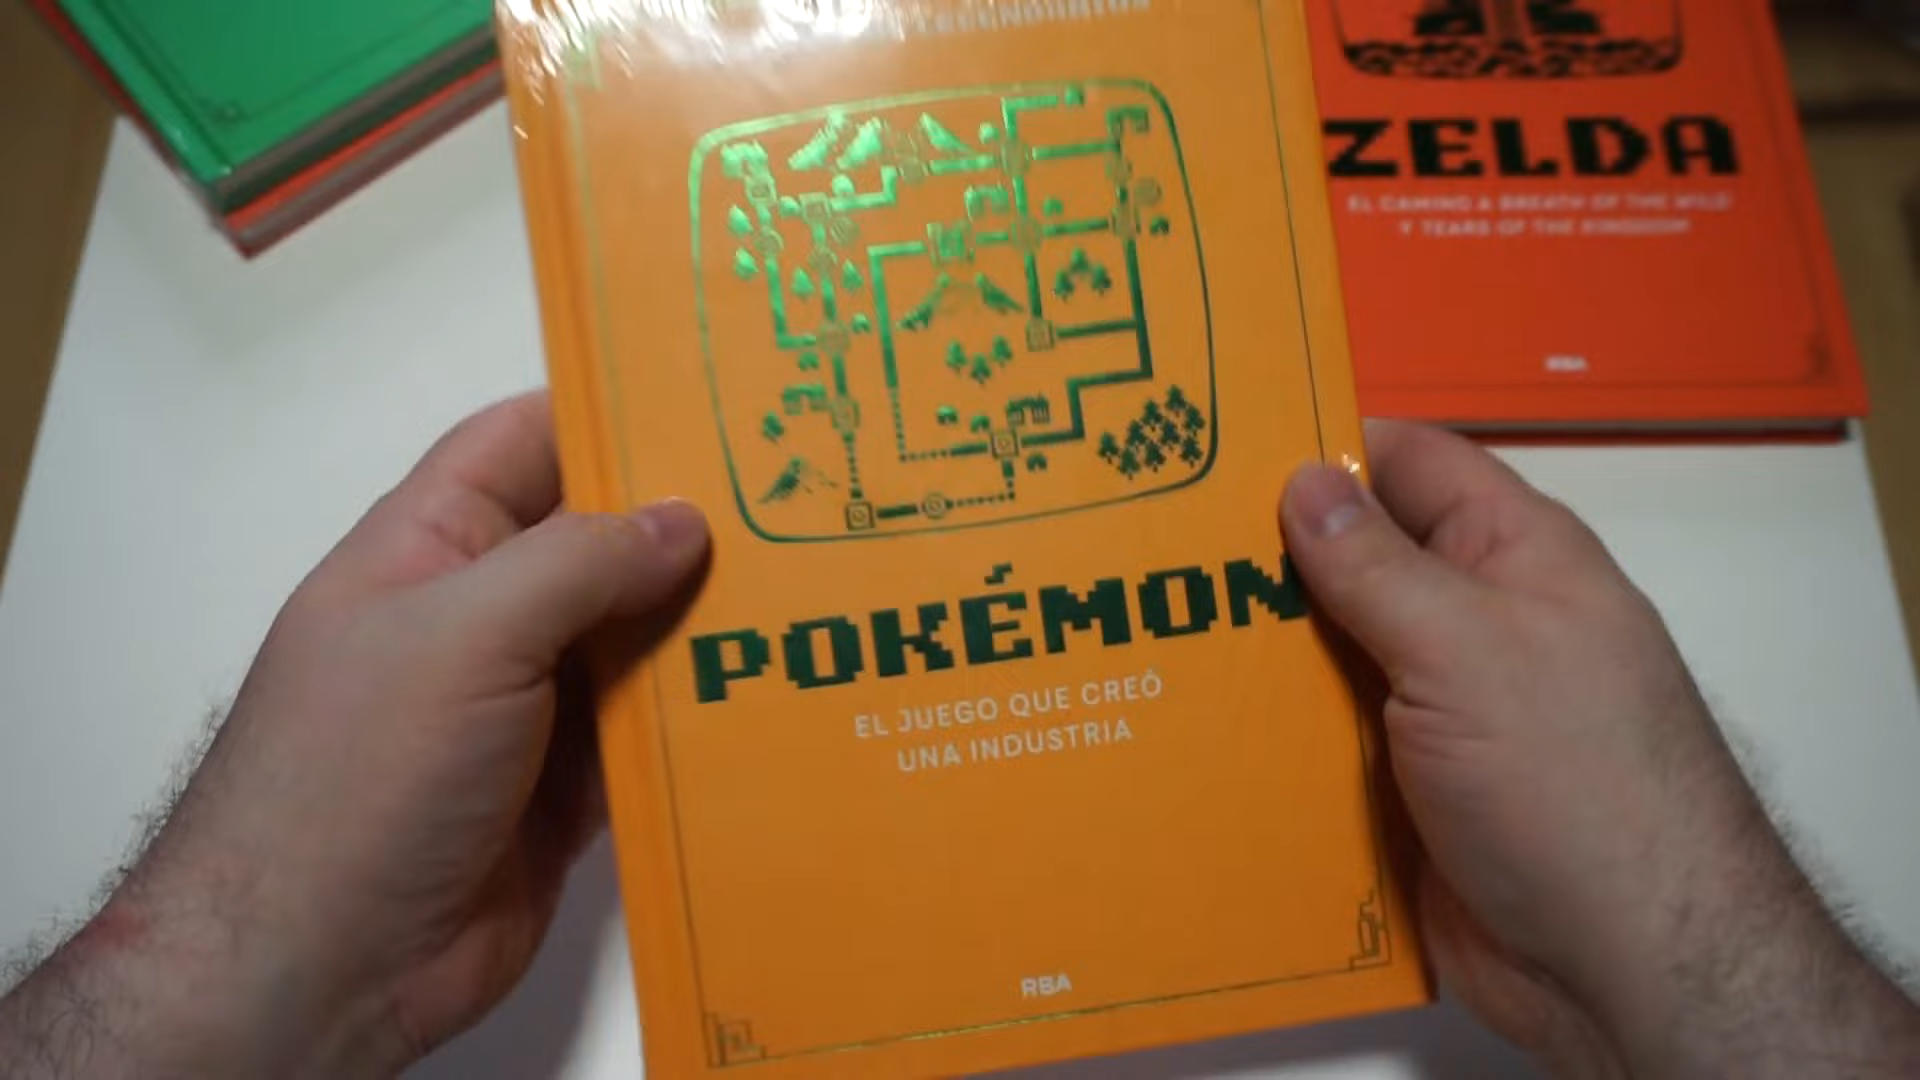 POKÉMON
EL JUEGO QUE CREÓ
UNA INDUSTRIA
RBA
ZELDA
EL CAMINO A BREATH OF THE WILD
Y TEARS OF THE KINGDOM
RBA